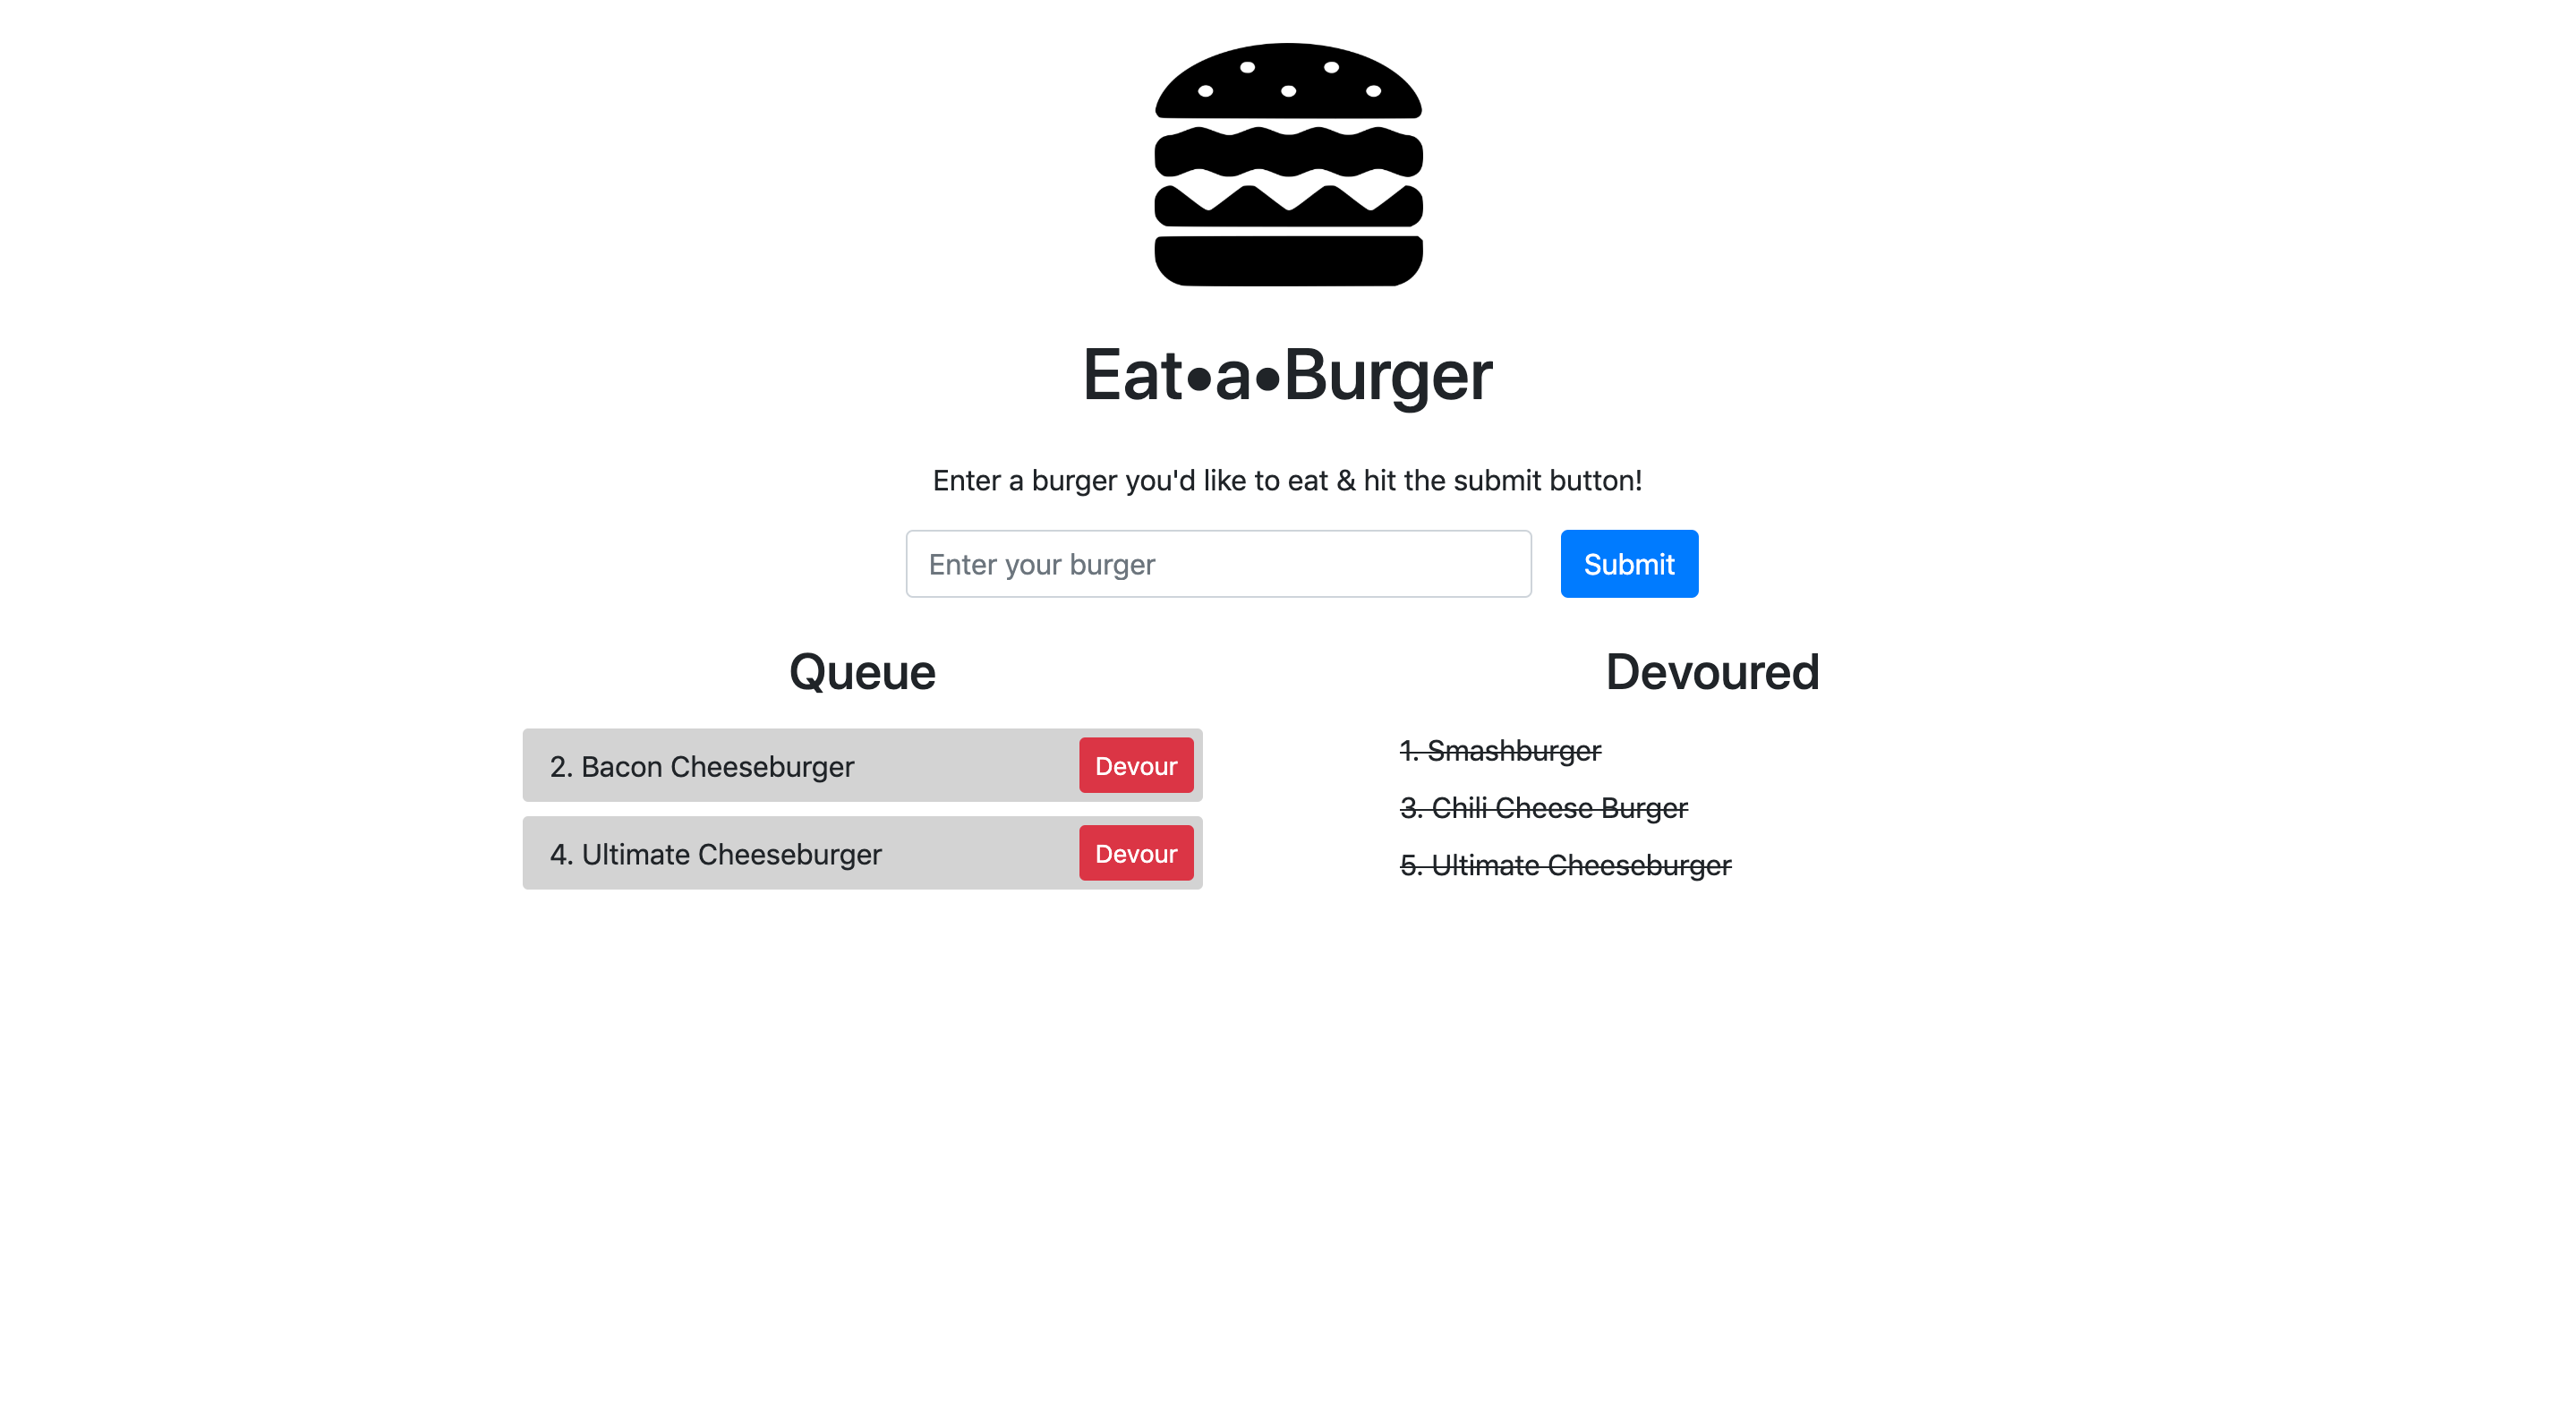 Eat•a•Burger
Enter a burger you'd like to eat & hit the submit button!
Enter your burger
Submit
Queue
2. Bacon Cheeseburger
Devour
4. Ultimate Cheeseburger
Devour
Devoured
1. Smashburger
3. Chili Cheese Burger
5. Ultimate Cheeseburger